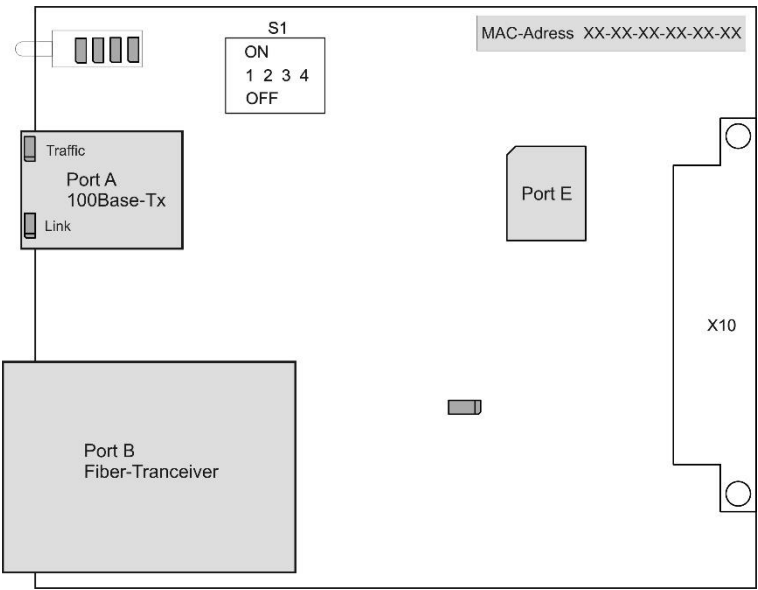 S1
ON
1 2 3 4
OFF
MAC-Adress XX-XX-XX-XX-XX-XX
Traffic
Port A
100Base-Tx
Link
Port E
X10
Port B
Fiber-Tranceiver